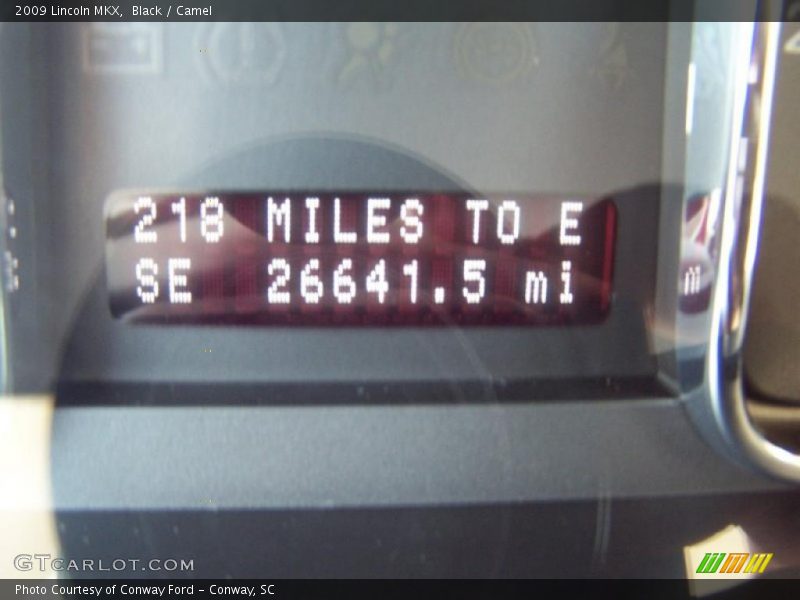 2009 Lincoln MKX, Black / Camel
218 MILES TO E
SE 26641.5 mi
GTCARLOT.COM
Photo Courtesy of Conway Ford - Conway, SC